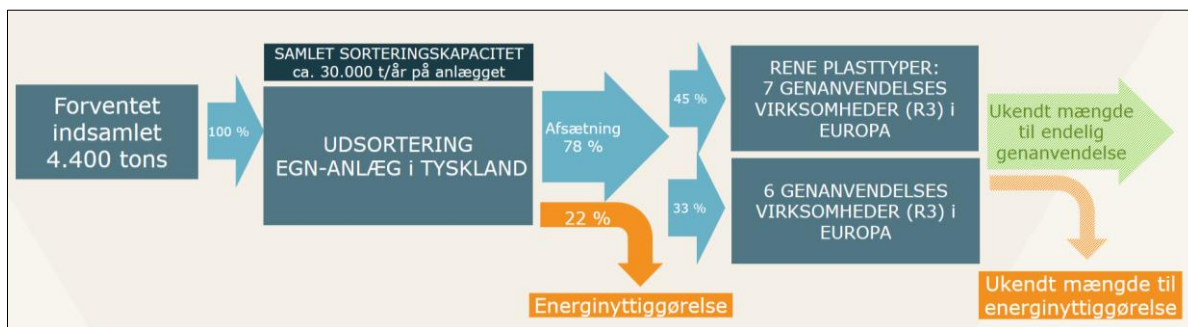 Forventet
indsamlet
4.400 tons
100 %
SAMLET SORTERINGSKAPACITET
ca. 30.000 t/år på anlægget
UDSORTERING
EGN-ANLÆG i TYSKLAND
Afsætning
78 %
22 %
Energinyttiggørelse
45 %
33 %
RENE PLASTTYPER:
7 GENANVENDELSES
VIRKSOMHEDER (R3) i
EUROPA
6 GENANVENDELSES
VIRKSOMHEDER (R3) i
EUROPA
Ukendt mængde
til endelig
genanvendelse
Ukendt mængde til
energinyttiggørelse